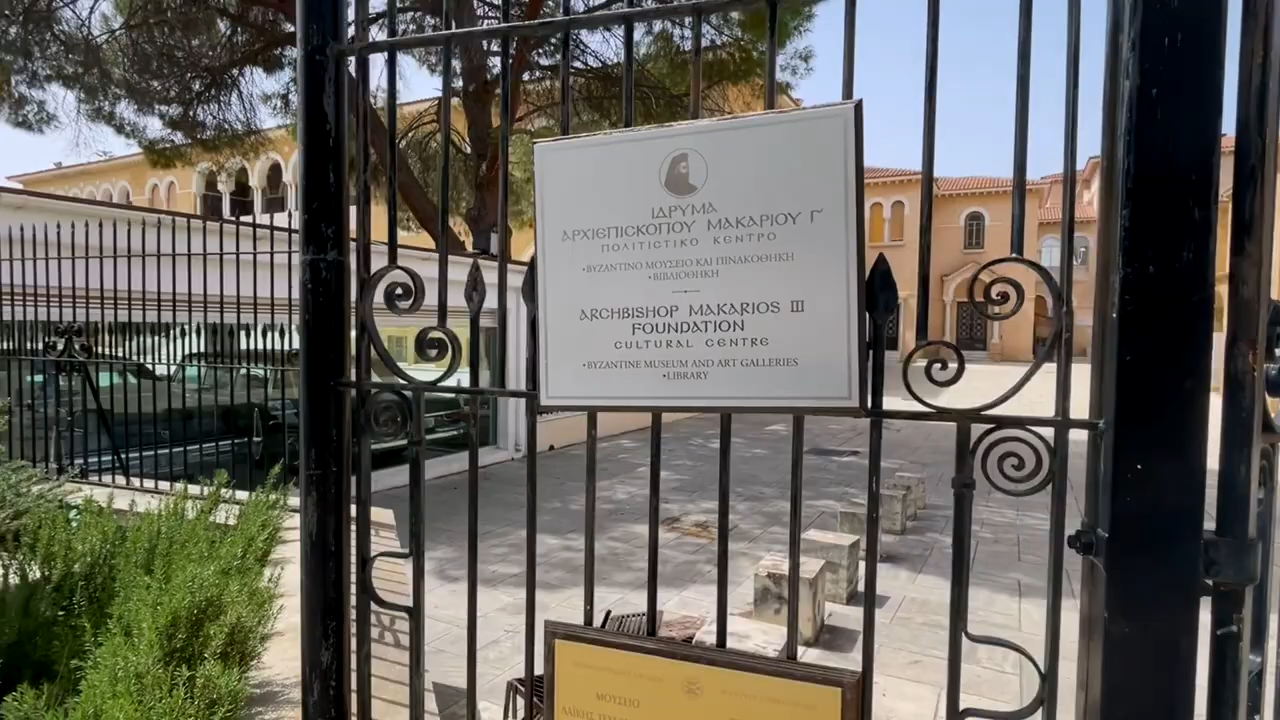 ΙΔΡΥΜΑ
ΑΡΧΙΕΠΙΣΚΟΠΟΥ ΜΑΚΑΡΙΟΥ Γ΄
ΠΟΛΙΤΙΣΤΙΚΟ ΚΕΝΤΡΟ
•ΒΥΖΑΝΤΙΝΟ ΜΟΥΣΕΙΟ ΚΑΙ ΠΙΝΑΚΟΘΗΚΗ
•ΒΙΒΛΙΟΘΗΚΗ
ARCHBISHOP MAKARIOS III
FOUNDATION
CULTURAL CENTRE
•BYZANTINE MUSEUM AND ART GALLERIES
•LIBRARY
ΜΟΥΣΕΙΟ
ΛΑΪΚΗΣ